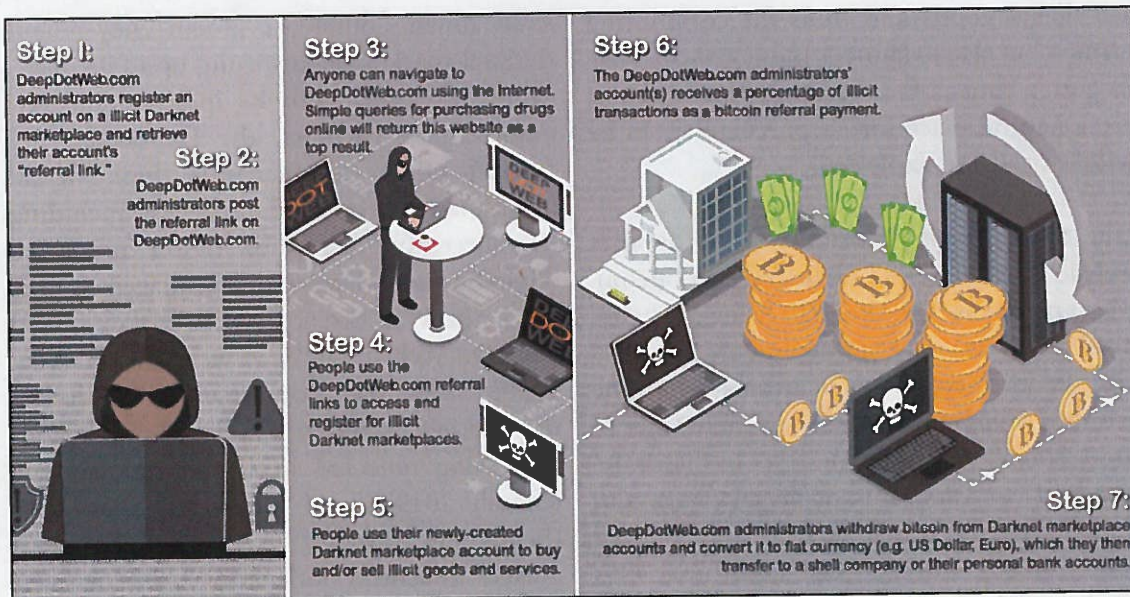 Step 1:
DeepDotWeb.com
administrators register an
account on a illicit Darknet
marketplace and retrieve
their account's
"referral link."
Step 2:
DeepDotWeb.com
administrators post
the referral link on
DeepDotWeb.com.
Step 3:
Anyone can navigate to
DeepDotWeb.com using the Internet.
Simple queries for purchasing drugs
online will return this website as a
top result.
DOT
DEEP
WEB
DEE
DOT
WEB
Step 4:
People use the
DeepDotWeb.com referral
links to access and
register for illicit
Darknet marketplaces.
Step 5:
People use their newly-created
Darknet marketplace account to buy
and/or sell illicit goods and services.
Step 6:
The DeepDotWeb.com administrators'
account(s) receives a percentage of illicit
transactions as a bitcoin referral payment.
Step 7:
DeepDotWeb.com administrators withdraw bitcoin from Darknet marketplace
accounts and convert it to fiat currency (e.g. US Dollar, Euro), which they then
transfer to a shell company or their personal bank accounts.